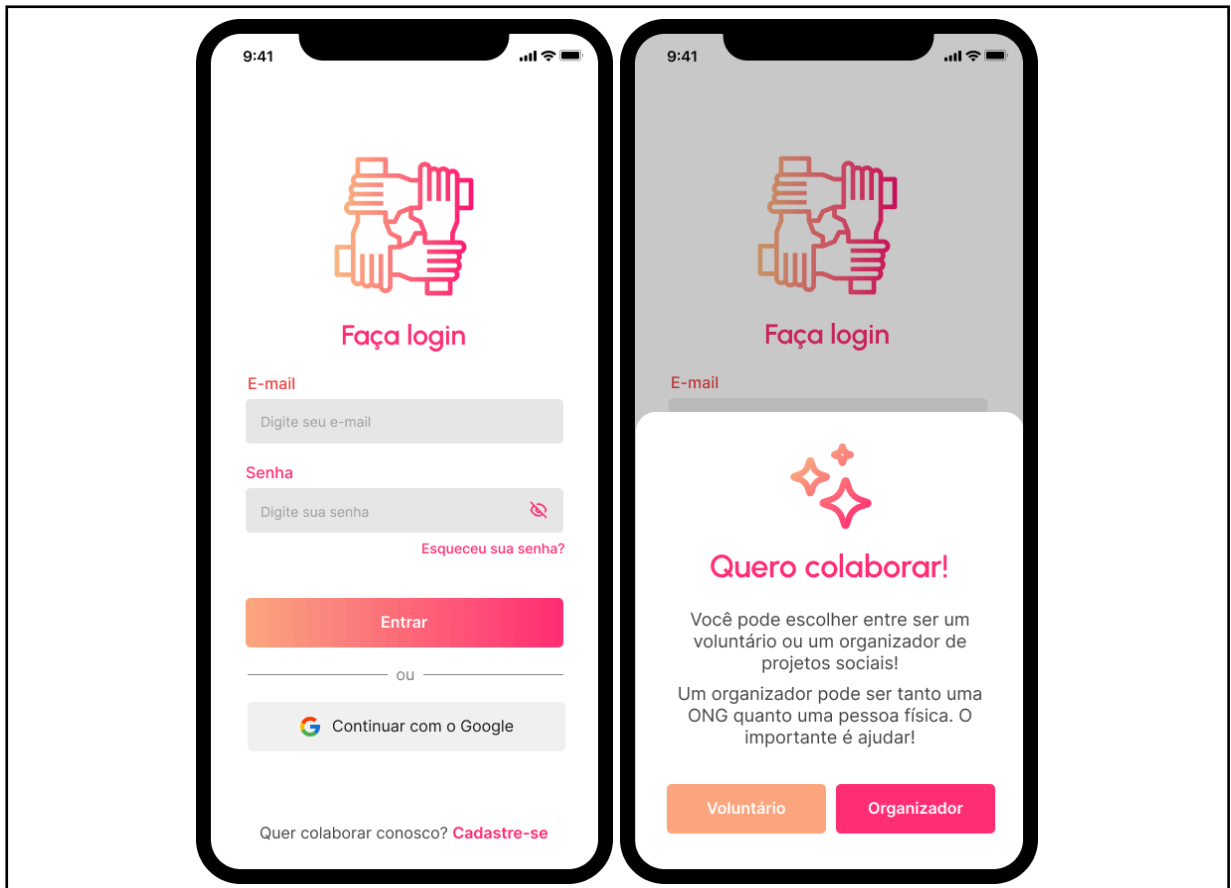 9:41
Faça login
E-mail
Digite seu e-mail
Senha
Digite sua senha
Esqueceu sua senha?
Entrar
ou
Continuar com o Google
Quer colaborar conosco? Cadastre-se
9:41
Faça login
E-mail
Quero colaborar!
Você pode escolher entre ser um
voluntário ou um organizador de
projetos sociais!
Um organizador pode ser tanto uma
ONG quanto uma pessoa física. O
importante é ajudar!
Voluntário
Organizador